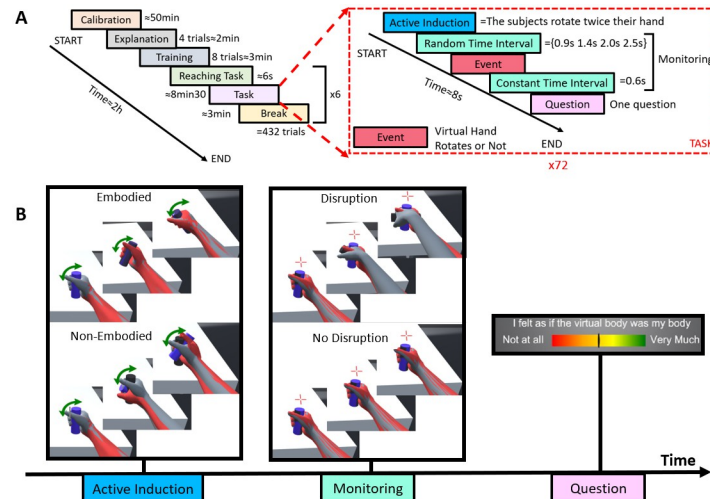 A
Calibration ≈50min
START
Explanation 4 trials≈2min
Training 8 trials≈3min
Reaching Task ≈6s
≈8min30 Task x6
≈3min Break
=432 trials
Time≈2h
END
Active Induction =The subjects rotate twice their hand
START
Random Time Interval ={0.9s 1.4s 2.0s 2.5s}
Event Monitoring
Constant Time Interval =0.6s
Time≈8s
Question One question
END
Event Virtual Hand
Rotates or Not
TASK
x72
B
Embodied
Non-Embodied
Disruption
No Disruption
I felt as if the virtual body was my body
Not at all Very Much
Time
Active Induction
Monitoring
Question